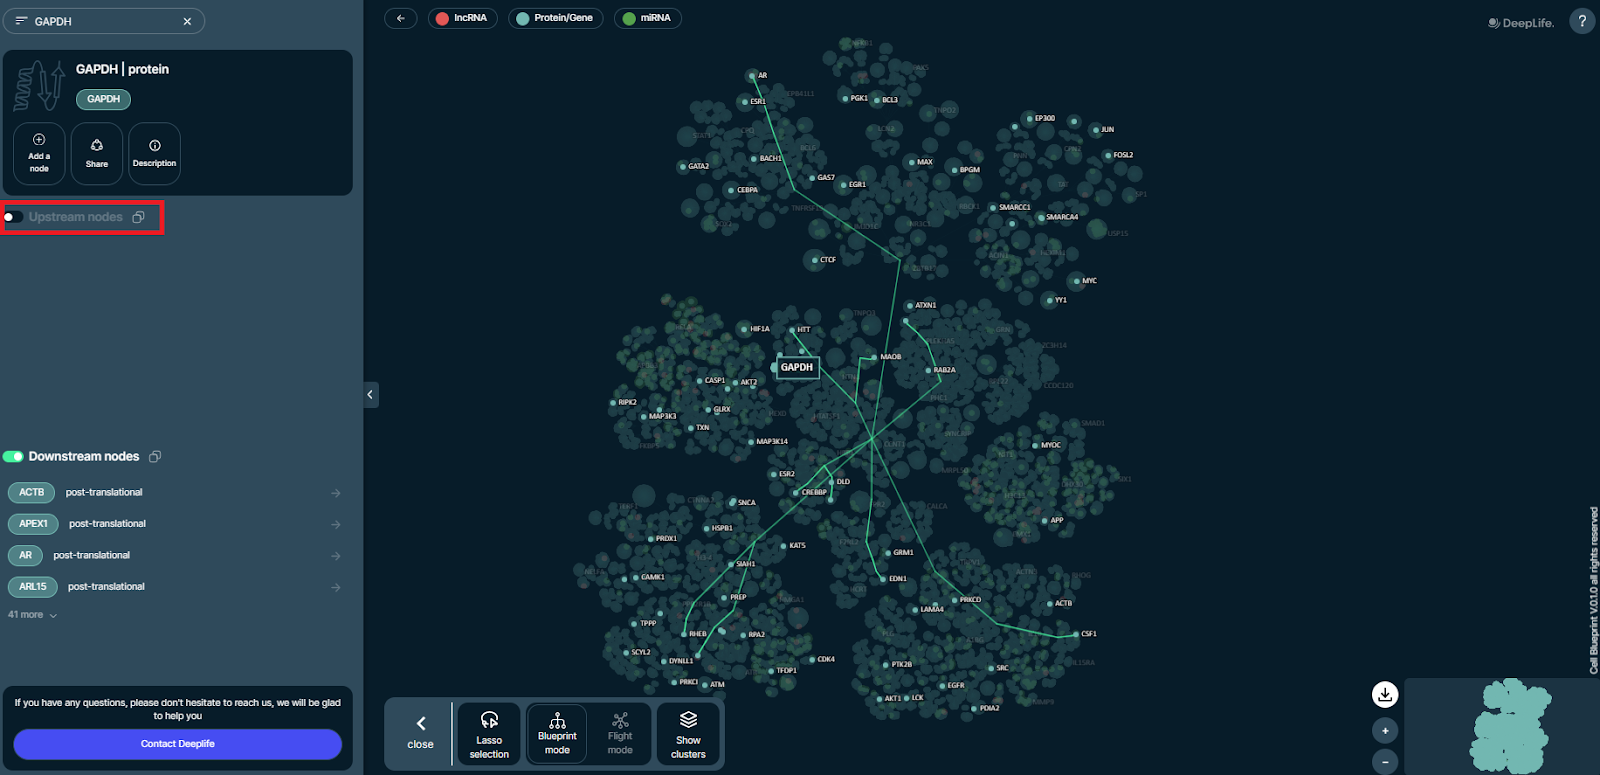 GAPDH
GAPDH | protein
GAPDH
Add a
node
Share
Description
Upstream nodes
Downstream nodes
ACTB post-translational
APEX1 post-translational
AR post-translational
ARL15 post-translational
41 more
If you have any questions, please don't hesitate to reach us, we will be glad
to help you
Contact Deeplife
lncRNA
Protein/Gene
miRNA
DeepLife.
?
AR
ESR1
PGK1
BCL3
EP300
JUN
FOSL2
BACH1
GATA2
MAX
BPGM
GAS7
EGR1
CEBPA
SMARCC1
SMARCA4
CTCF
MYC
YY1
ATXN1
HIF1A
HTT
MAOB
GAPDH
RAB2A
CASP1
AKT2
RIPK2
GLRX
MAP3K3
TXN
MAP3K14
MYOC
ESR2
DLD
CREBBP
SNCA
APP
HSPB1
PRDX1
KAT5
GRM1
SIAH1
CAMK1
EDN1
PREP
PRKCD
ACTB
LAMA4
TPPP
RHEB
RPA2
CSF1
SCYL2
DYNLL1
CDK4
PTK2B
TFDP1
SRC
PRKCI
ATM
EGFR
AKT1
LCK
PDIA2
close
Lasso
selection
Blueprint
mode
Flight
mode
Show
clusters
Cell Blueprint V.0.1.0 all rights reserved